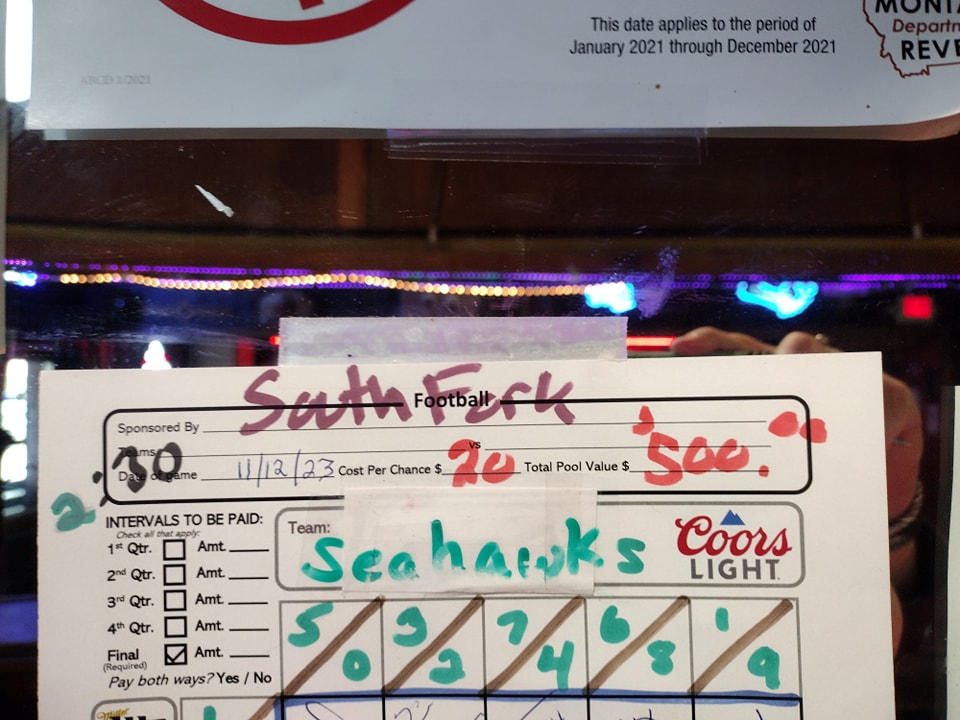 This date applies to the period of
January 2021 through December 2021
MONTA
Departm
REVE
ABCD 1/2021
South Fork
Football
Sponsored By
Teams vs
Date of game 11/12/23 Cost Per Chance $ 20 Total Pool Value $ $500.00
2:30
INTERVALS TO BE PAID:
Check all that apply:
1st Qtr. Amt.
2nd Qtr. Amt.
3rd Qtr. Amt.
4th Qtr. Amt.
Final Amt.
(Required)
Pay both ways? Yes / No
Team:
Seahawks
Coors
LIGHT
5 3 7 6 1
0 2 4 8 9